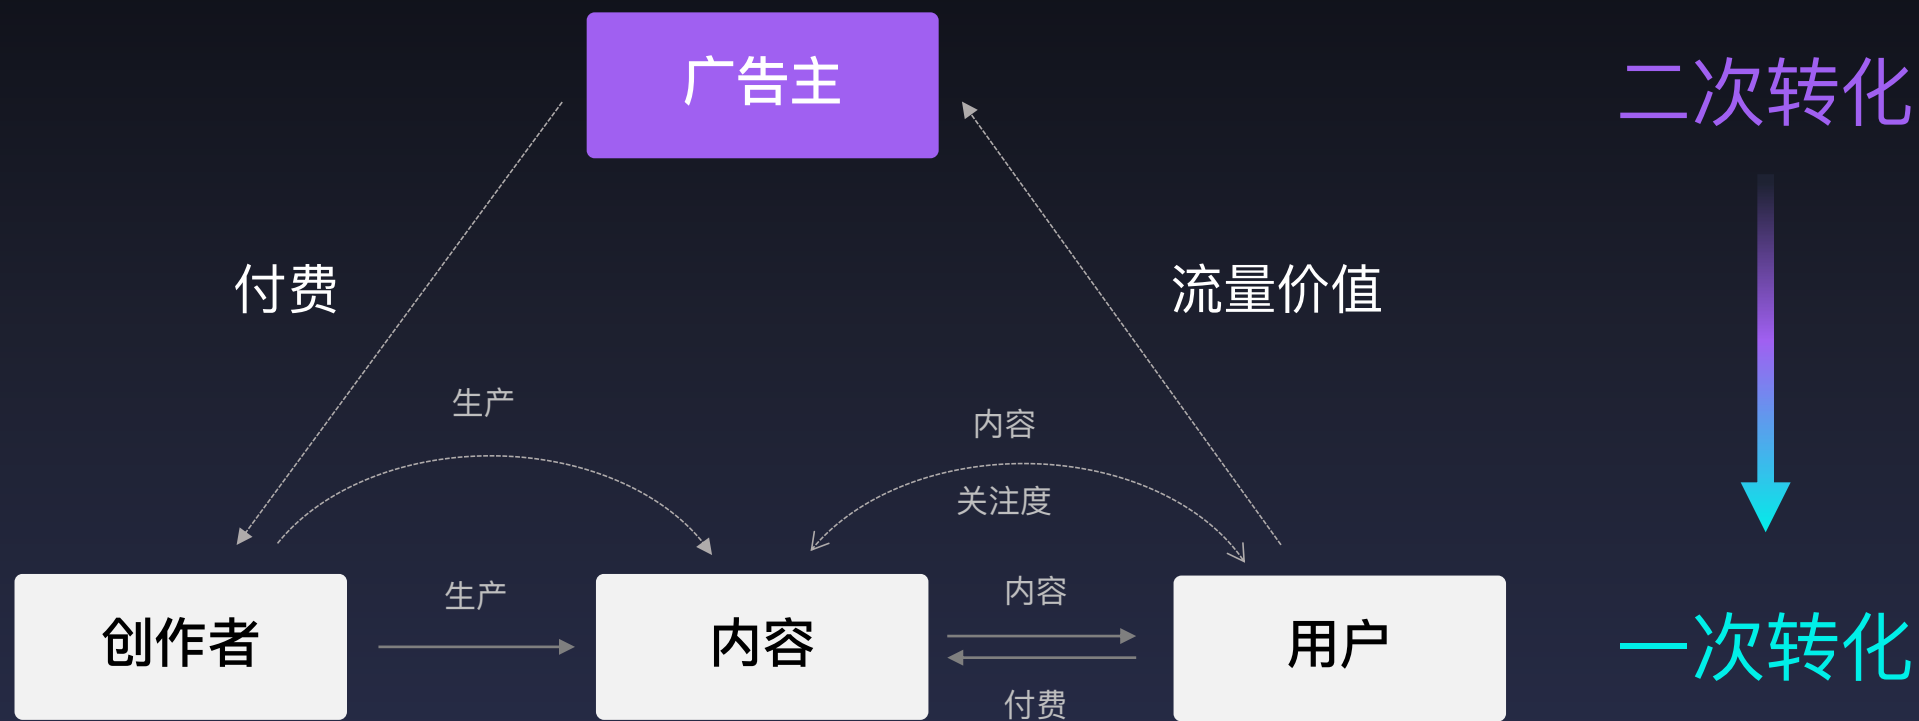 广告主
二次转化
付费
流量价值
生产
内容
关注度
生产
内容
创作者
内容
用户
一次转化
付费